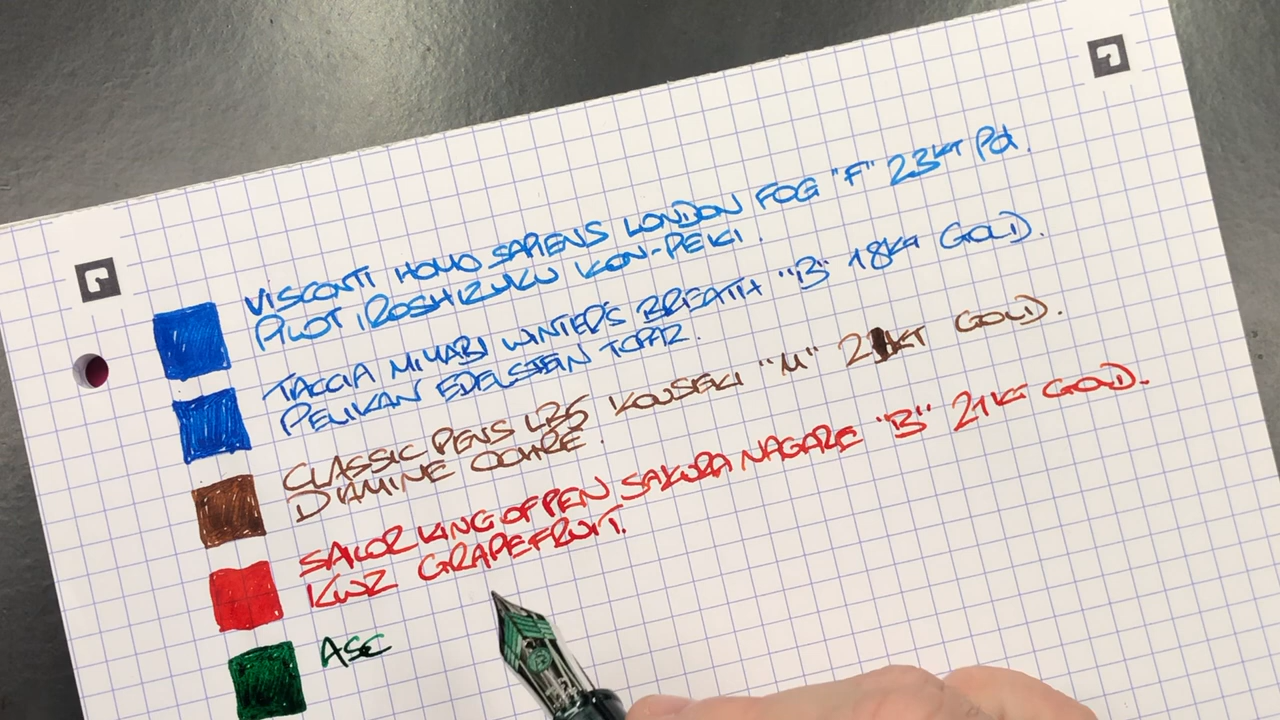 VISCONTI HOMO SAPIENS LONDON FOG "F" 23KT Pd.
PILOT IROSHIZUKU KON-PEKI.
TACCIA MIYABI WINTER'S BREATH "B" 18KT GOLD.
PELIKAN EDELSTEIN TOPAZ.
CLASSIC PENS LB5 KOUSEKI "M" 21KT GOLD.
DIAMINE OCHRE.
SAILOR KING OF PEN SAKURA NAGARE "B" 21KT GOLD.
KWZ GRAPEFRUIT.
ASC